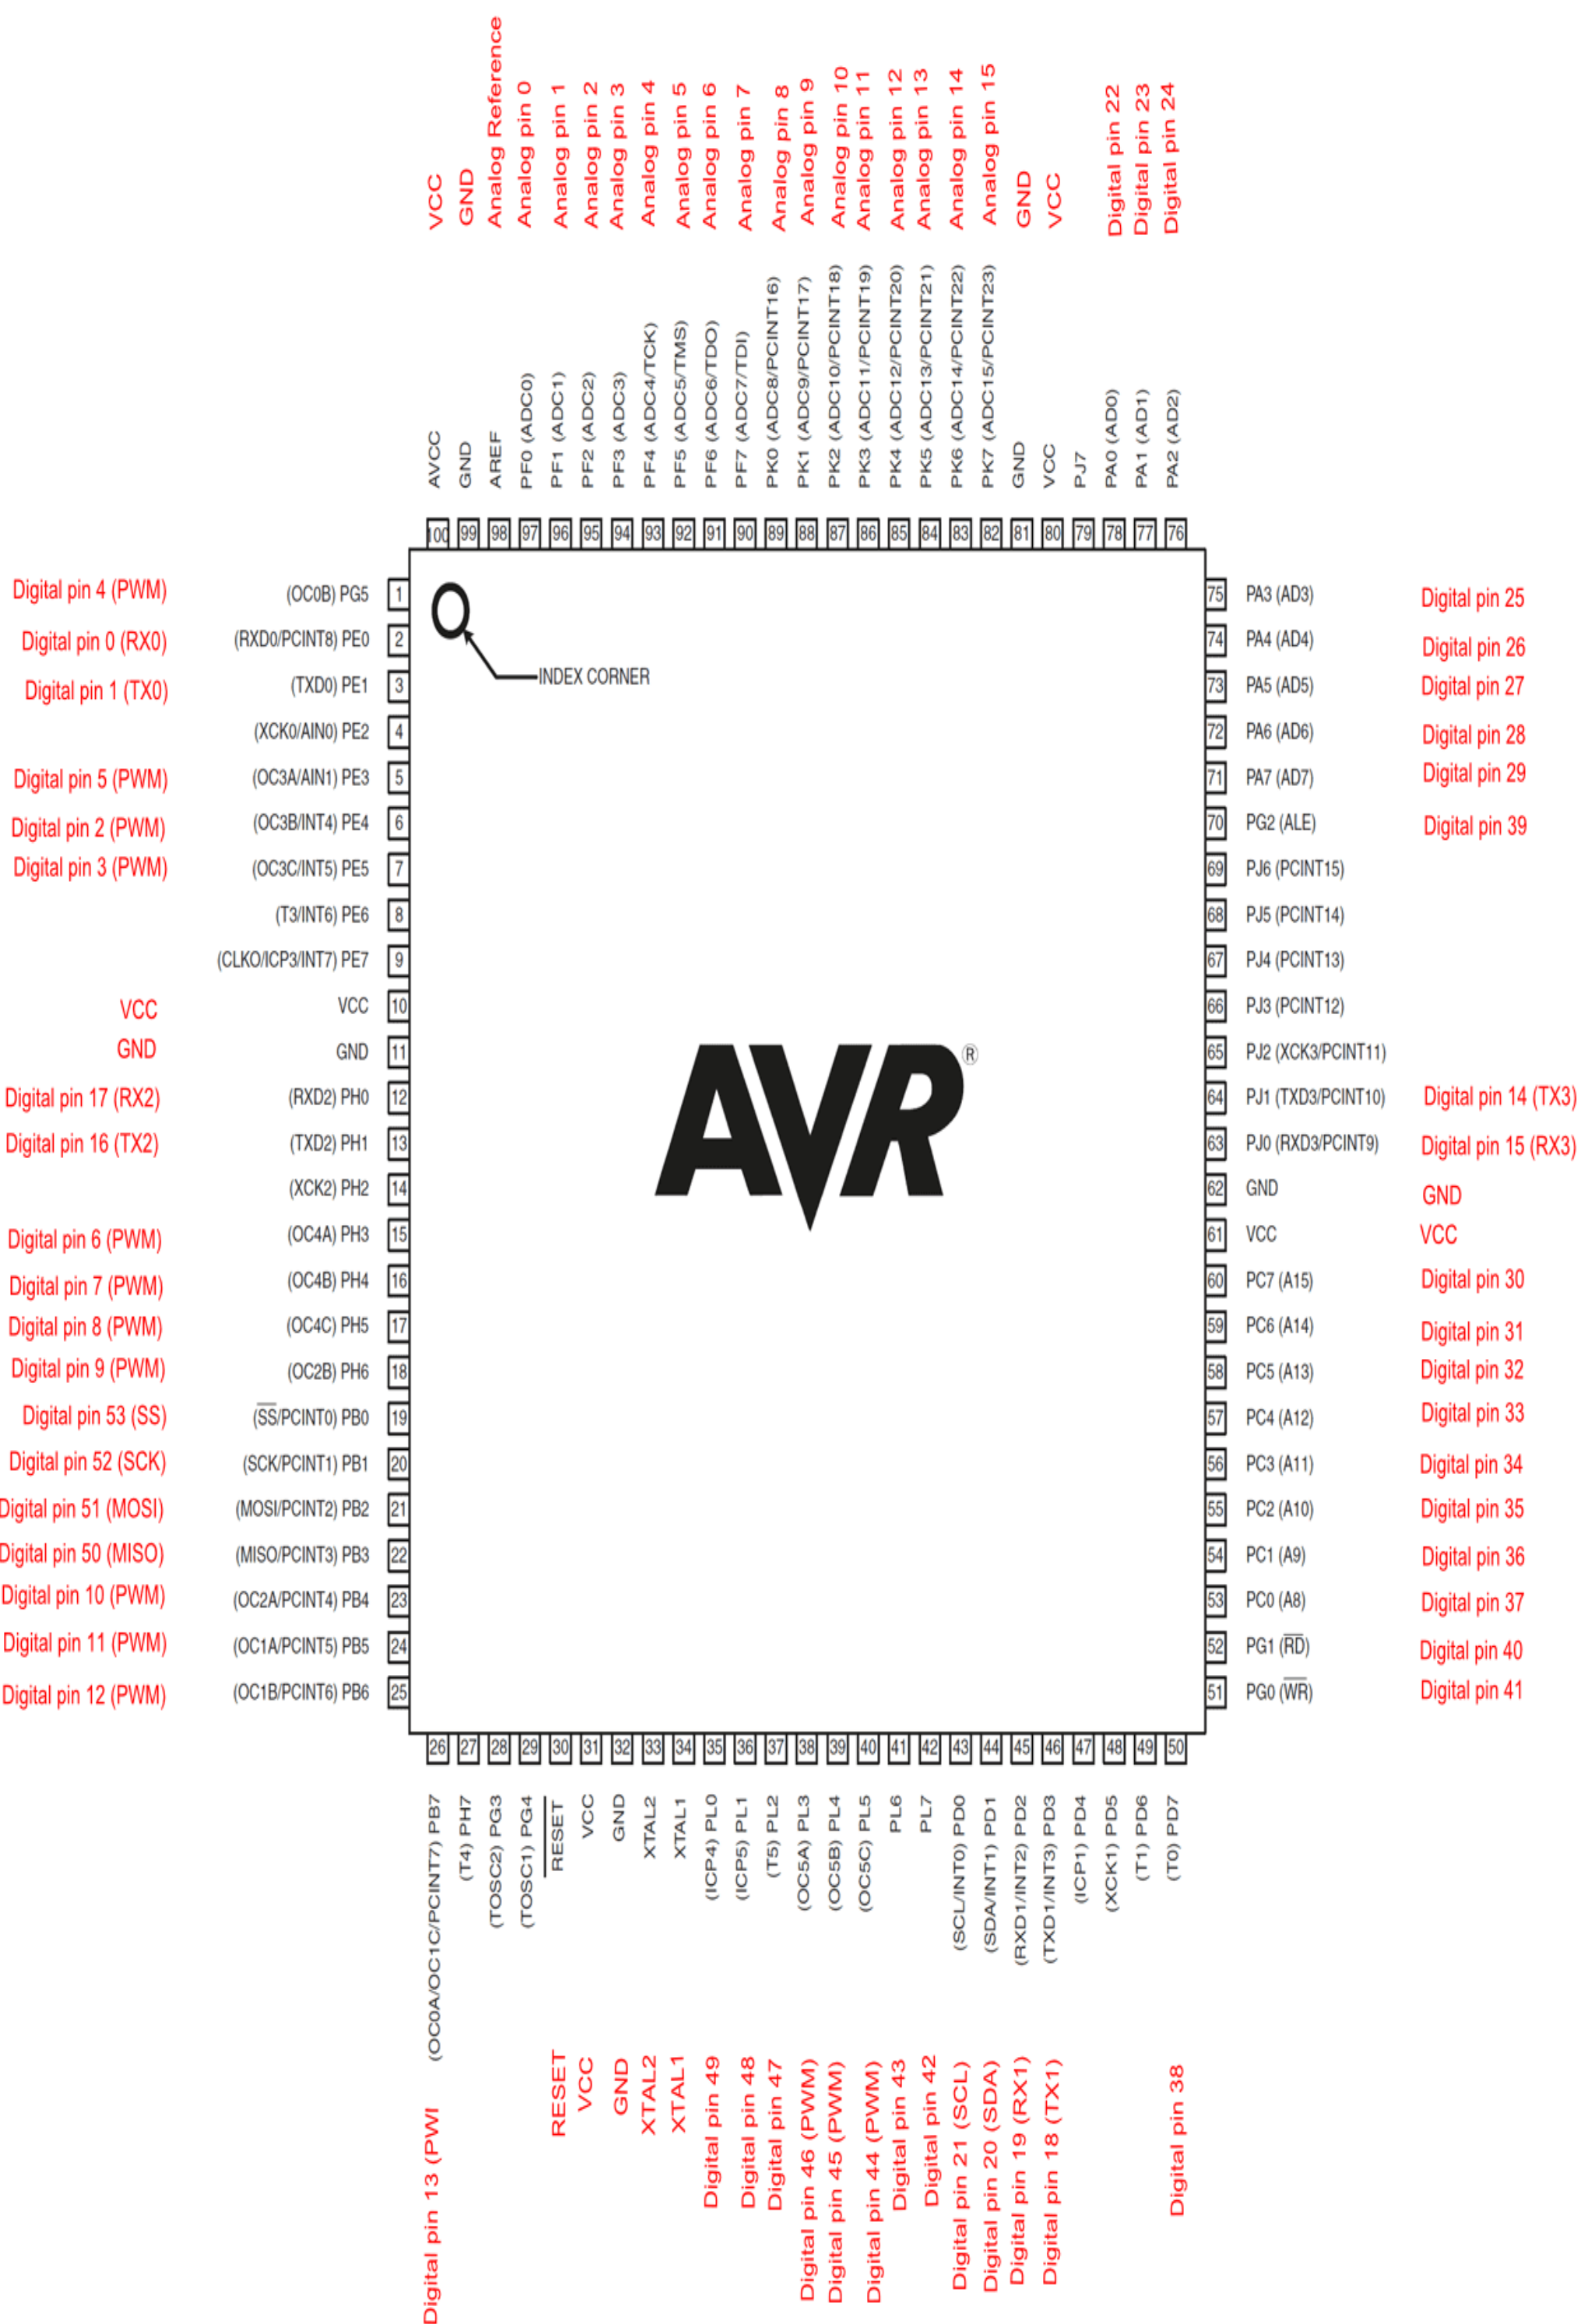 VCC
GND
Analog Reference
Analog pin 0
Analog pin 1
Analog pin 2
Analog pin 3
Analog pin 4
Analog pin 5
Analog pin 6
Analog pin 7
Analog pin 8
Analog pin 9
Analog pin 10
Analog pin 11
Analog pin 12
Analog pin 13
Analog pin 14
Analog pin 15
GND
VCC
Digital pin 22
Digital pin 23
Digital pin 24
AVCC
GND
AREF
PF0 (ADC0)
PF1 (ADC1)
PF2 (ADC2)
PF3 (ADC3)
PF4 (ADC4/TCK)
PF5 (ADC5/TMS)
PF6 (ADC6/TDO)
PF7 (ADC7/TDI)
PK0 (ADC8/PCINT16)
PK1 (ADC9/PCINT17)
PK2 (ADC10/PCINT18)
PK3 (ADC11/PCINT19)
PK4 (ADC12/PCINT20)
PK5 (ADC13/PCINT21)
PK6 (ADC14/PCINT22)
PK7 (ADC15/PCINT23)
GND
VCC
PJ7
PA0 (AD0)
PA1 (AD1)
PA2 (AD2)
100 99 98 97 96 95 94 93 92 91 90 89 88 87 86 85 84 83 82 81 80 79 78 77 76
Digital pin 4 (PWM) (OC0B) PG5 1 75 PA3 (AD3) Digital pin 25
Digital pin 0 (RX0) (RXD0/PCINT8) PE0 2 74 PA4 (AD4) Digital pin 26
INDEX CORNER
Digital pin 1 (TX0) (TXD0) PE1 3 73 PA5 (AD5) Digital pin 27
(XCK0/AIN0) PE2 4 72 PA6 (AD6) Digital pin 28
Digital pin 5 (PWM) (OC3A/AIN1) PE3 5 71 PA7 (AD7) Digital pin 29
Digital pin 2 (PWM) (OC3B/INT4) PE4 6 70 PG2 (ALE) Digital pin 39
Digital pin 3 (PWM) (OC3C/INT5) PE5 7 69 PJ6 (PCINT15)
(T3/INT6) PE6 8 68 PJ5 (PCINT14)
(CLKO/ICP3/INT7) PE7 9 67 PJ4 (PCINT13)
VCC VCC 10 66 PJ3 (PCINT12)
GND GND 11 65 PJ2 (XCK3/PCINT11)
AVR®
Digital pin 17 (RX2) (RXD2) PH0 12 64 PJ1 (TXD3/PCINT10) Digital pin 14 (TX3)
Digital pin 16 (TX2) (TXD2) PH1 13 63 PJ0 (RXD3/PCINT9) Digital pin 15 (RX3)
(XCK2) PH2 14 62 GND GND
Digital pin 6 (PWM) (OC4A) PH3 15 61 VCC VCC
Digital pin 7 (PWM) (OC4B) PH4 16 60 PC7 (A15) Digital pin 30
Digital pin 8 (PWM) (OC4C) PH5 17 59 PC6 (A14) Digital pin 31
Digital pin 9 (PWM) (OC2B) PH6 18 58 PC5 (A13) Digital pin 32
Digital pin 53 (SS) (SS/PCINT0) PB0 19 57 PC4 (A12) Digital pin 33
Digital pin 52 (SCK) (SCK/PCINT1) PB1 20 56 PC3 (A11) Digital pin 34
Digital pin 51 (MOSI) (MOSI/PCINT2) PB2 21 55 PC2 (A10) Digital pin 35
Digital pin 50 (MISO) (MISO/PCINT3) PB3 22 54 PC1 (A9) Digital pin 36
Digital pin 10 (PWM) (OC2A/PCINT4) PB4 23 53 PC0 (A8) Digital pin 37
Digital pin 11 (PWM) (OC1A/PCINT5) PB5 24 52 PG1 (RD) Digital pin 40
Digital pin 12 (PWM) (OC1B/PCINT6) PB6 25 51 PG0 (WR) Digital pin 41
26 27 28 29 30 31 32 33 34 35 36 37 38 39 40 41 42 43 44 45 46 47 48 49 50
(OC0A/OC1C/PCINT7) PB7
(T4) PH7
(TOSC2) PG3
(TOSC1) PG4
RESET
VCC
GND
XTAL2
XTAL1
(ICP4) PL0
(ICP5) PL1
(T5) PL2
(OC5A) PL3
(OC5B) PL4
(OC5C) PL5
PL6
PL7
(SCL/INT0) PD0
(SDA/INT1) PD1
(RXD1/INT2) PD2
(TXD1/INT3) PD3
(ICP1) PD4
(XCK1) PD5
(T1) PD6
(T0) PD7
Digital pin 13 (PWI
RESET
VCC
GND
XTAL2
XTAL1
Digital pin 49
Digital pin 48
Digital pin 47
Digital pin 46 (PWM)
Digital pin 45 (PWM)
Digital pin 44 (PWM)
Digital pin 43
Digital pin 42
Digital pin 21 (SCL)
Digital pin 20 (SDA)
Digital pin 19 (RX1)
Digital pin 18 (TX1)
Digital pin 38